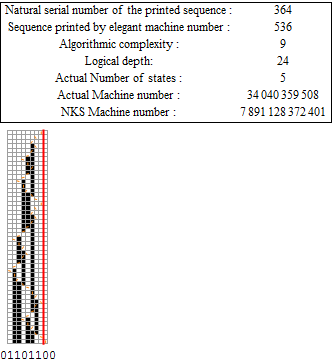 Natural serial number of the printed sequence : 364
Sequence printed by elegant machine number : 536
Algorithmic complexity : 9
Logical depth: 24
Actual Number of states : 5
Actual Machine number : 34 040 359 508
NKS Machine number : 7 891 128 372 401
01101100